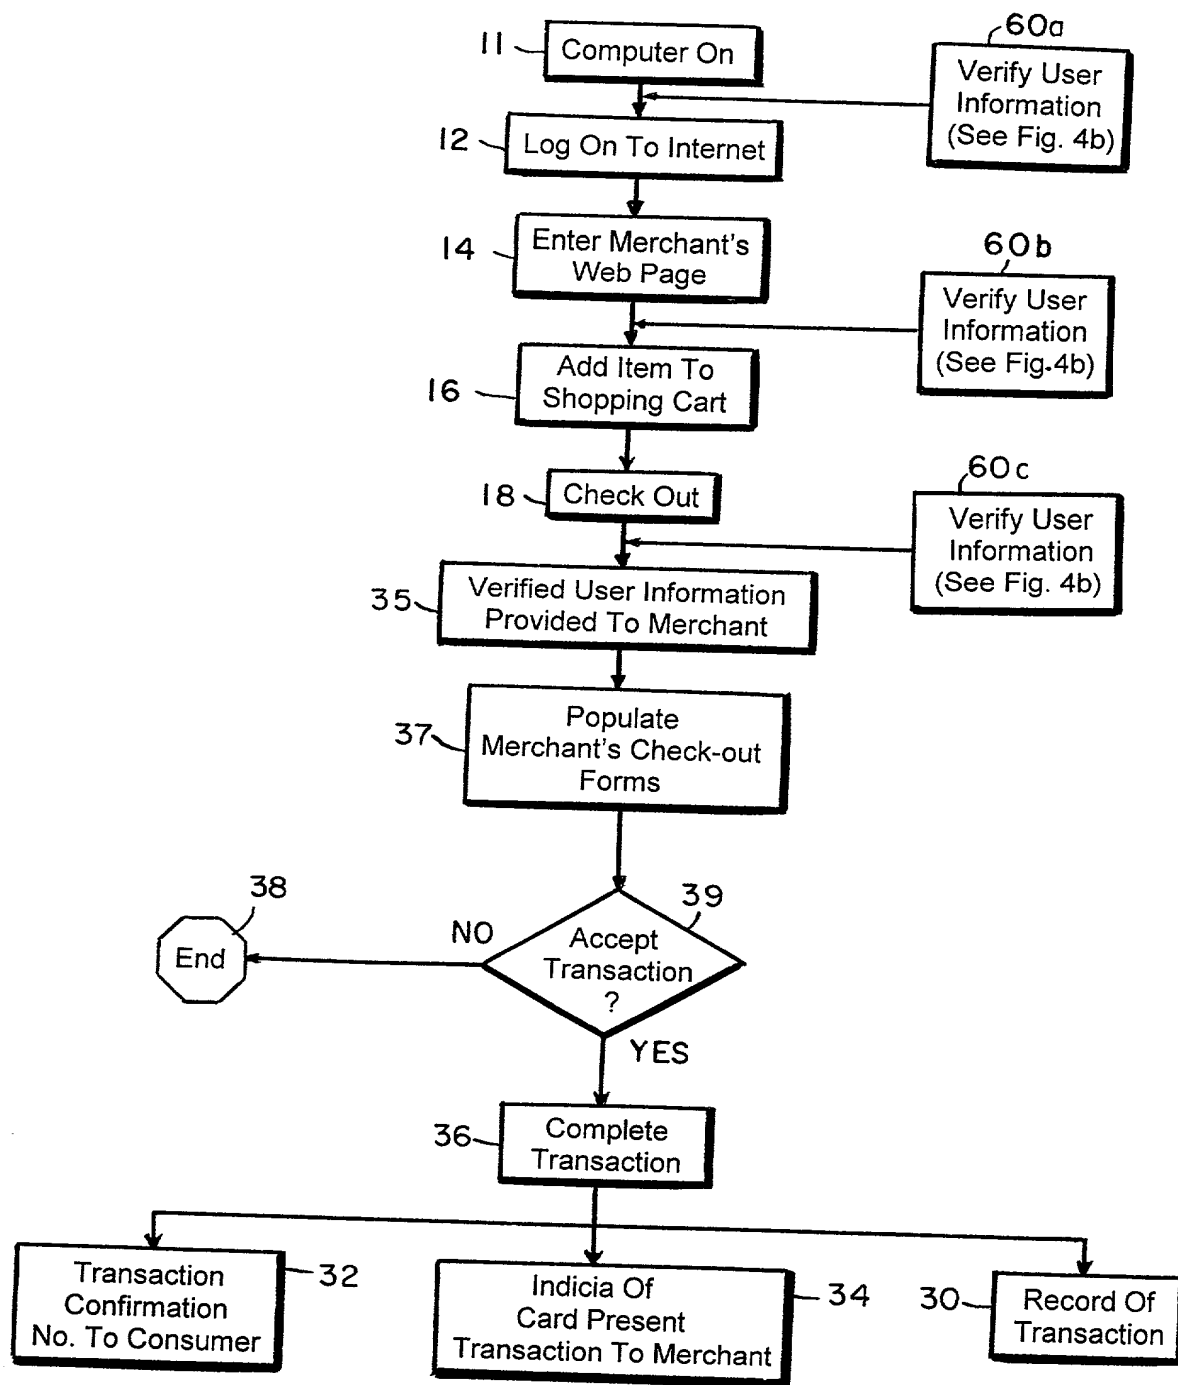 11
Computer On
60a
Verify User
Information
(See Fig. 4b)
12
Log On To Internet
14
Enter Merchant's
Web Page
60b
Verify User
Information
(See Fig. 4b)
16
Add Item To
Shopping Cart
18
Check Out
60c
Verify User
Information
(See Fig. 4b)
35
Verified User Information
Provided To Merchant
37
Populate
Merchant's Check-out
Forms
38
End
NO
39
Accept
Transaction
?
YES
36
Complete
Transaction
Transaction
Confirmation
No. To Consumer
32
Indicia Of
Card Present
Transaction To Merchant
34
30
Record Of
Transaction